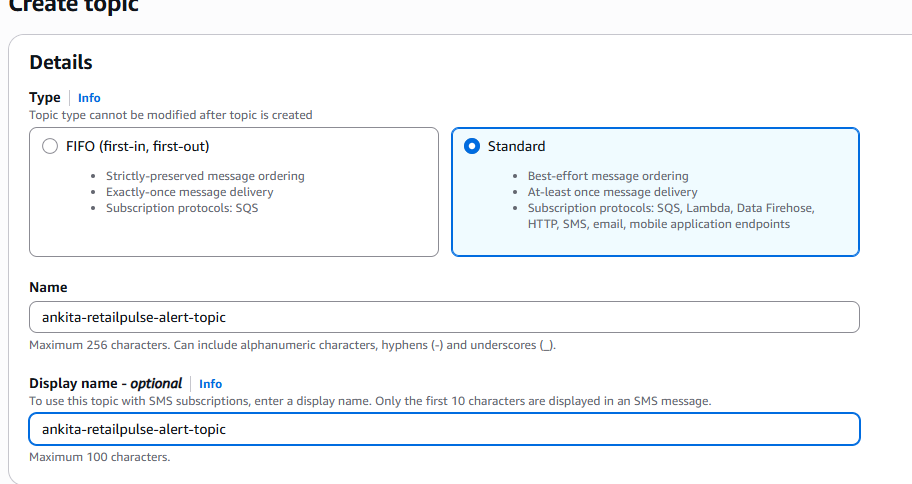 Create topic
Details
Type Info
Topic type cannot be modified after topic is created
FIFO (first-in, first-out)
Strictly-preserved message ordering
Exactly-once message delivery
Subscription protocols: SQS
Standard
Best-effort message ordering
At-least once message delivery
Subscription protocols: SQS, Lambda, Data Firehose,
HTTP, SMS, email, mobile application endpoints
Name
ankita-retailpulse-alert-topic
Maximum 256 characters. Can include alphanumeric characters, hyphens (-) and underscores (_).
Display name - optional Info
To use this topic with SMS subscriptions, enter a display name. Only the first 10 characters are displayed in an SMS message.
ankita-retailpulse-alert-topic
Maximum 100 characters.